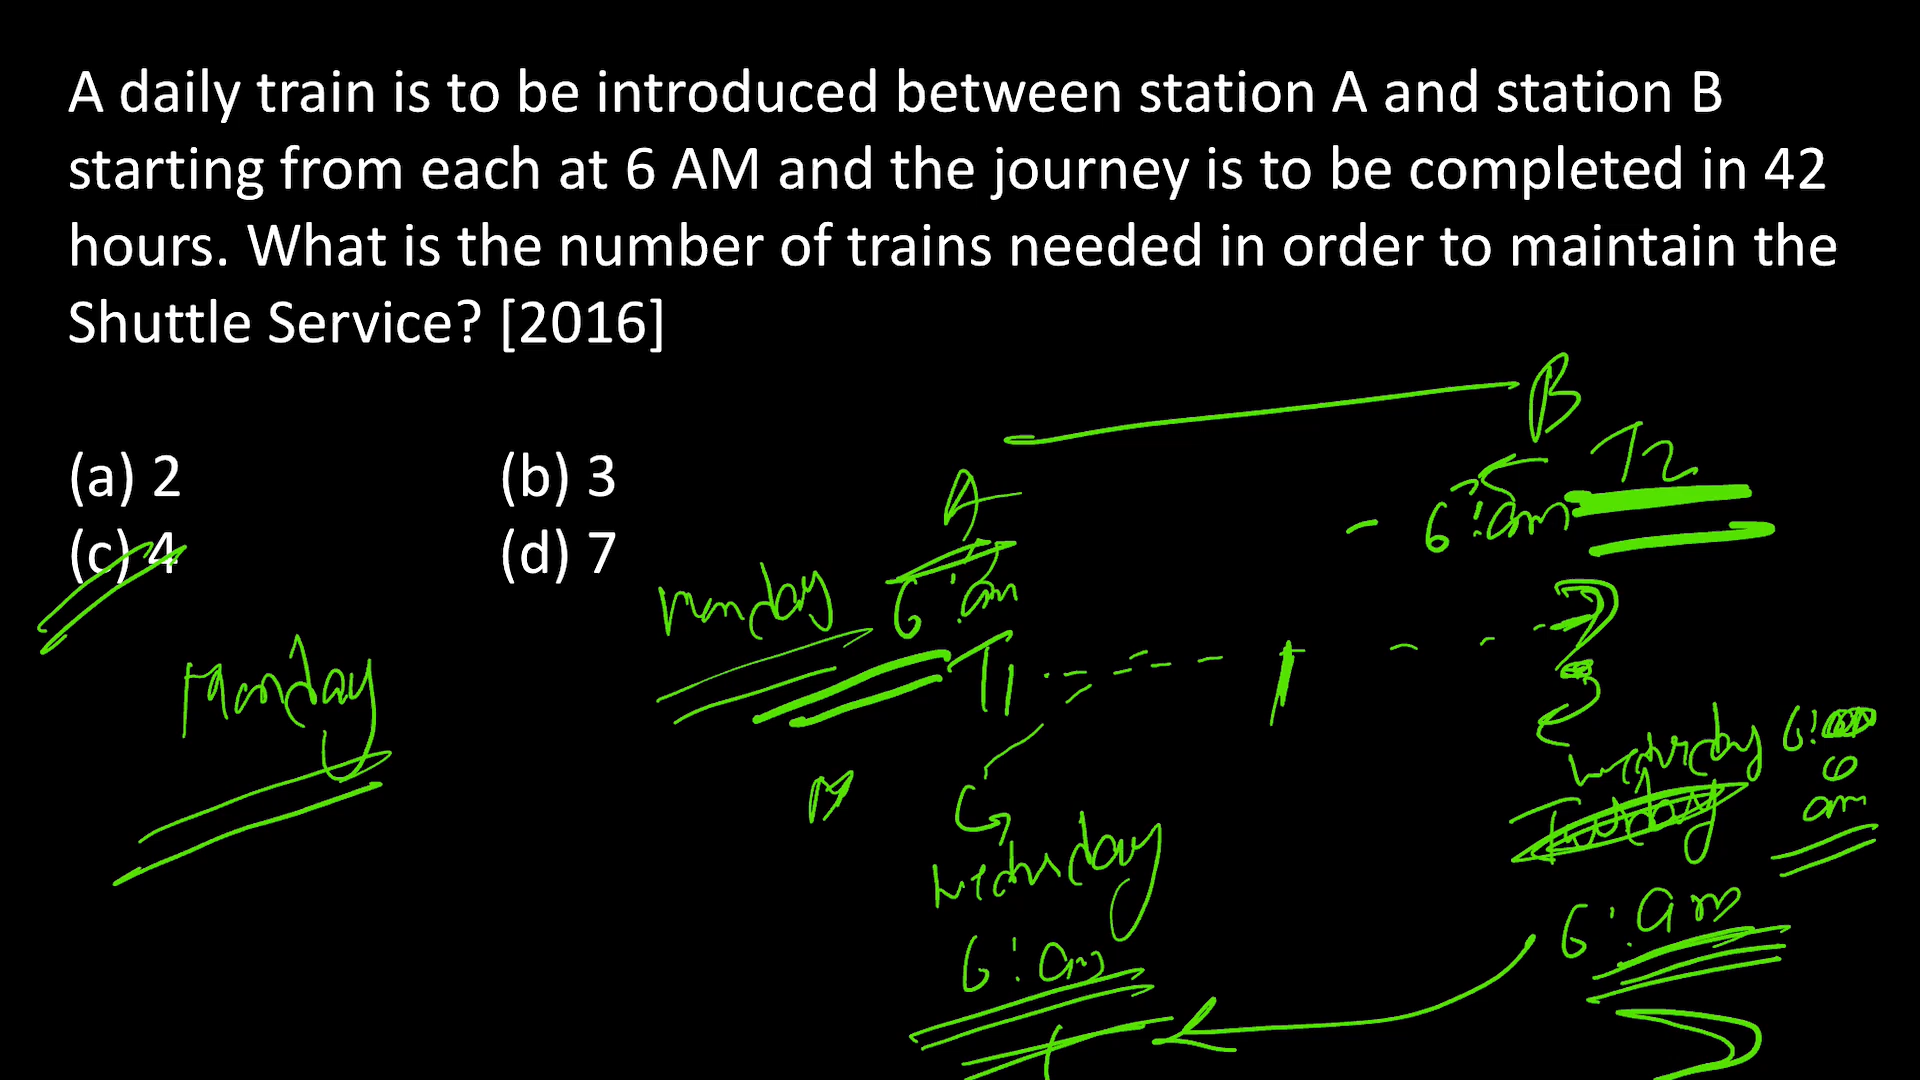 A daily train is to be introduced between station A and station B
starting from each at 6 AM and the journey is to be completed in 42
hours. What is the number of trains needed in order to maintain the
Shuttle Service? [2016]
(a) 2 (b) 3
(c) 4 (d) 7
B
T2
A
6:am
Monday 6:am
T1
Monday
Wednesday 6:
6
am
Wednesday
6:am
6:am